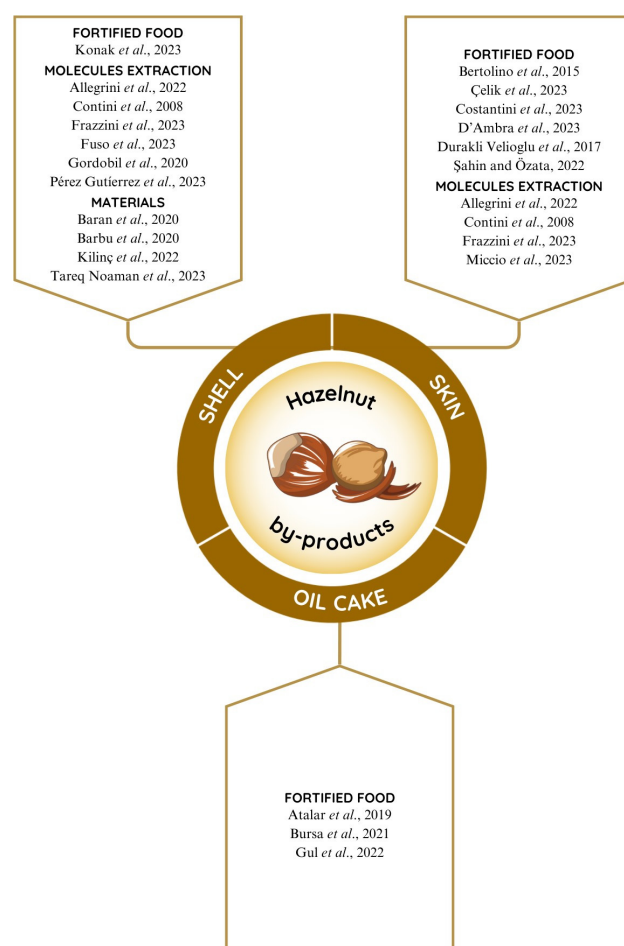 FORTIFIED FOOD
Konak et al., 2023
MOLECULES EXTRACTION
Allegrini et al., 2022
Contini et al., 2008
Frazzini et al., 2023
Fuso et al., 2023
Gordobil et al., 2020
Pérez Gutíerrez et al., 2023
MATERIALS
Baran et al., 2020
Barbu et al., 2020
Kilinç et al., 2022
Tareq Noaman et al., 2023
FORTIFIED FOOD
Bertolino et al., 2015
Çelik et al., 2023
Costantini et al., 2023
D'Ambra et al., 2023
Durakli Velioglu et al., 2017
Şahin and Özata, 2022
MOLECULES EXTRACTION
Allegrini et al., 2022
Contini et al., 2008
Frazzini et al., 2023
Miccio et al., 2023
SHELL
SKIN
Hazelnut
by-products
OIL CAKE
FORTIFIED FOOD
Atalar et al., 2019
Bursa et al., 2021
Gul et al., 2022